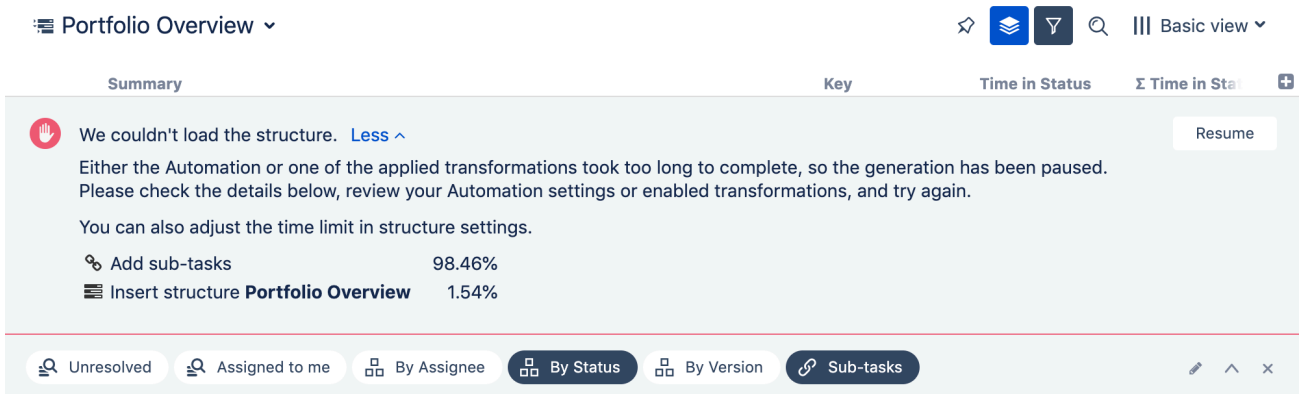 Portfolio Overview
Basic view
Summary Key Time in Status Σ Time in Sta
We couldn't load the structure. Less
Resume
Either the Automation or one of the applied transformations took too long to complete, so the generation has been paused.
Please check the details below, review your Automation settings or enabled transformations, and try again.
You can also adjust the time limit in structure settings.
Add sub-tasks 98.46%
Insert structure Portfolio Overview 1.54%
Unresolved Assigned to me By Assignee By Status By Version Sub-tasks